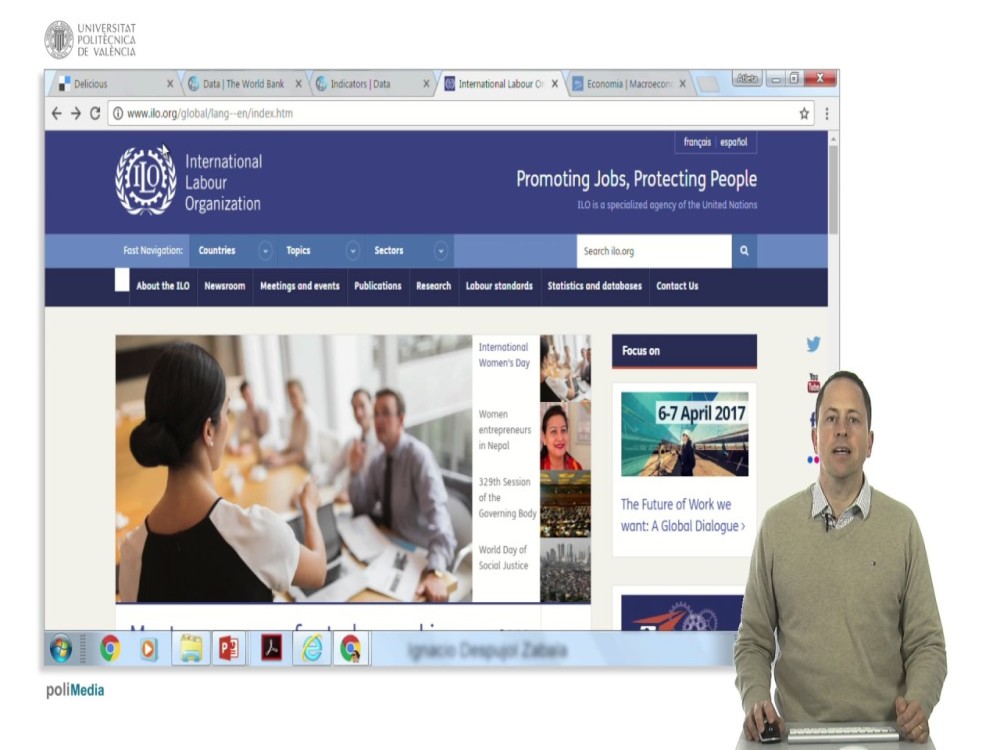 UNIVERSITAT
POLITÈCNICA
DE VALÈNCIA
Delicious
Data | The World Bank
Indicators | Data
International Labour Or
Economia | Macroecono
www.ilo.org/global/lang--en/index.htm
français español
International
Labour
Organization
ILO
Promoting Jobs, Protecting People
ILO is a specialized agency of the United Nations
Fast Navigation: Countries Topics Sectors
Search ilo.org
About the ILO Newsroom Meetings and events Publications Research Labour standards Statistics and databases Contact Us
International
Women's Day
Women
entrepreneurs
in Nepal
329th Session
of the
Governing Body
World Day of
Social Justice
Focus on
6-7 April 2017
The Future of Work we
want: A Global Dialogue ›
You
Tube
poliMedia